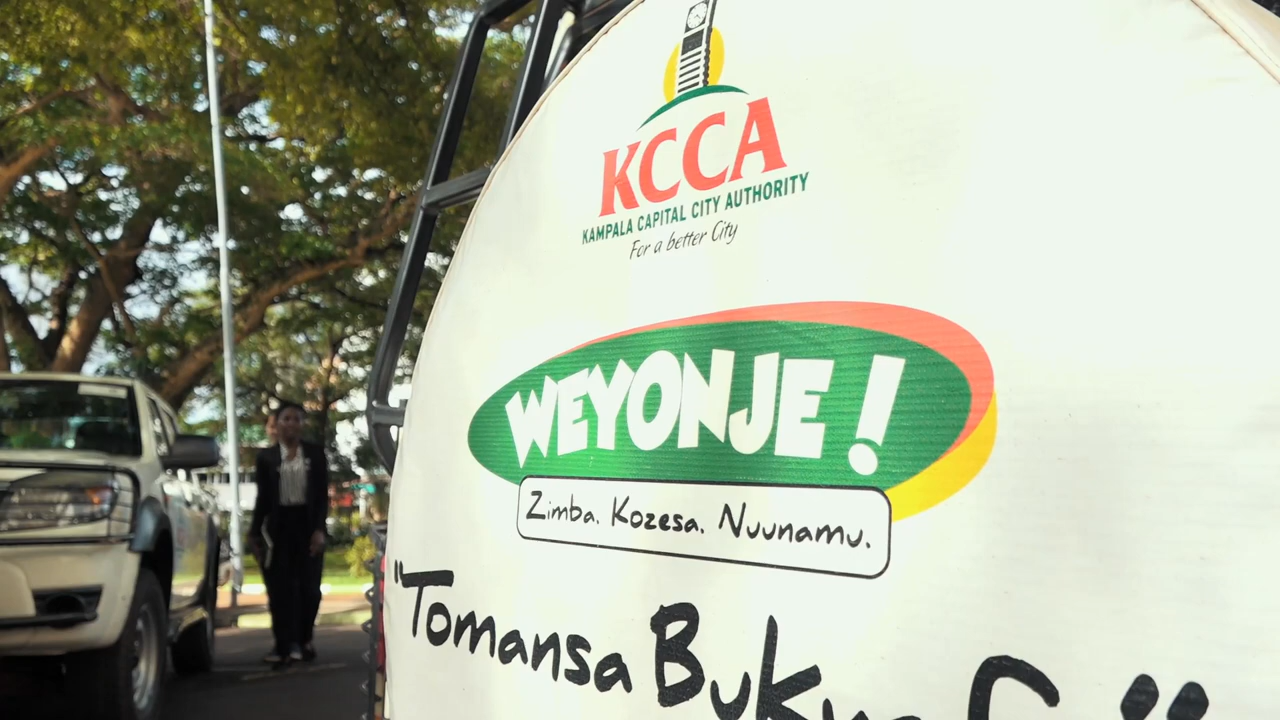 KCCA
KAMPALA CAPITAL CITY AUTHORITY
For a better City
WEYONJE!
Zimba. Kozesa. Nuunamu.
"Tomansa